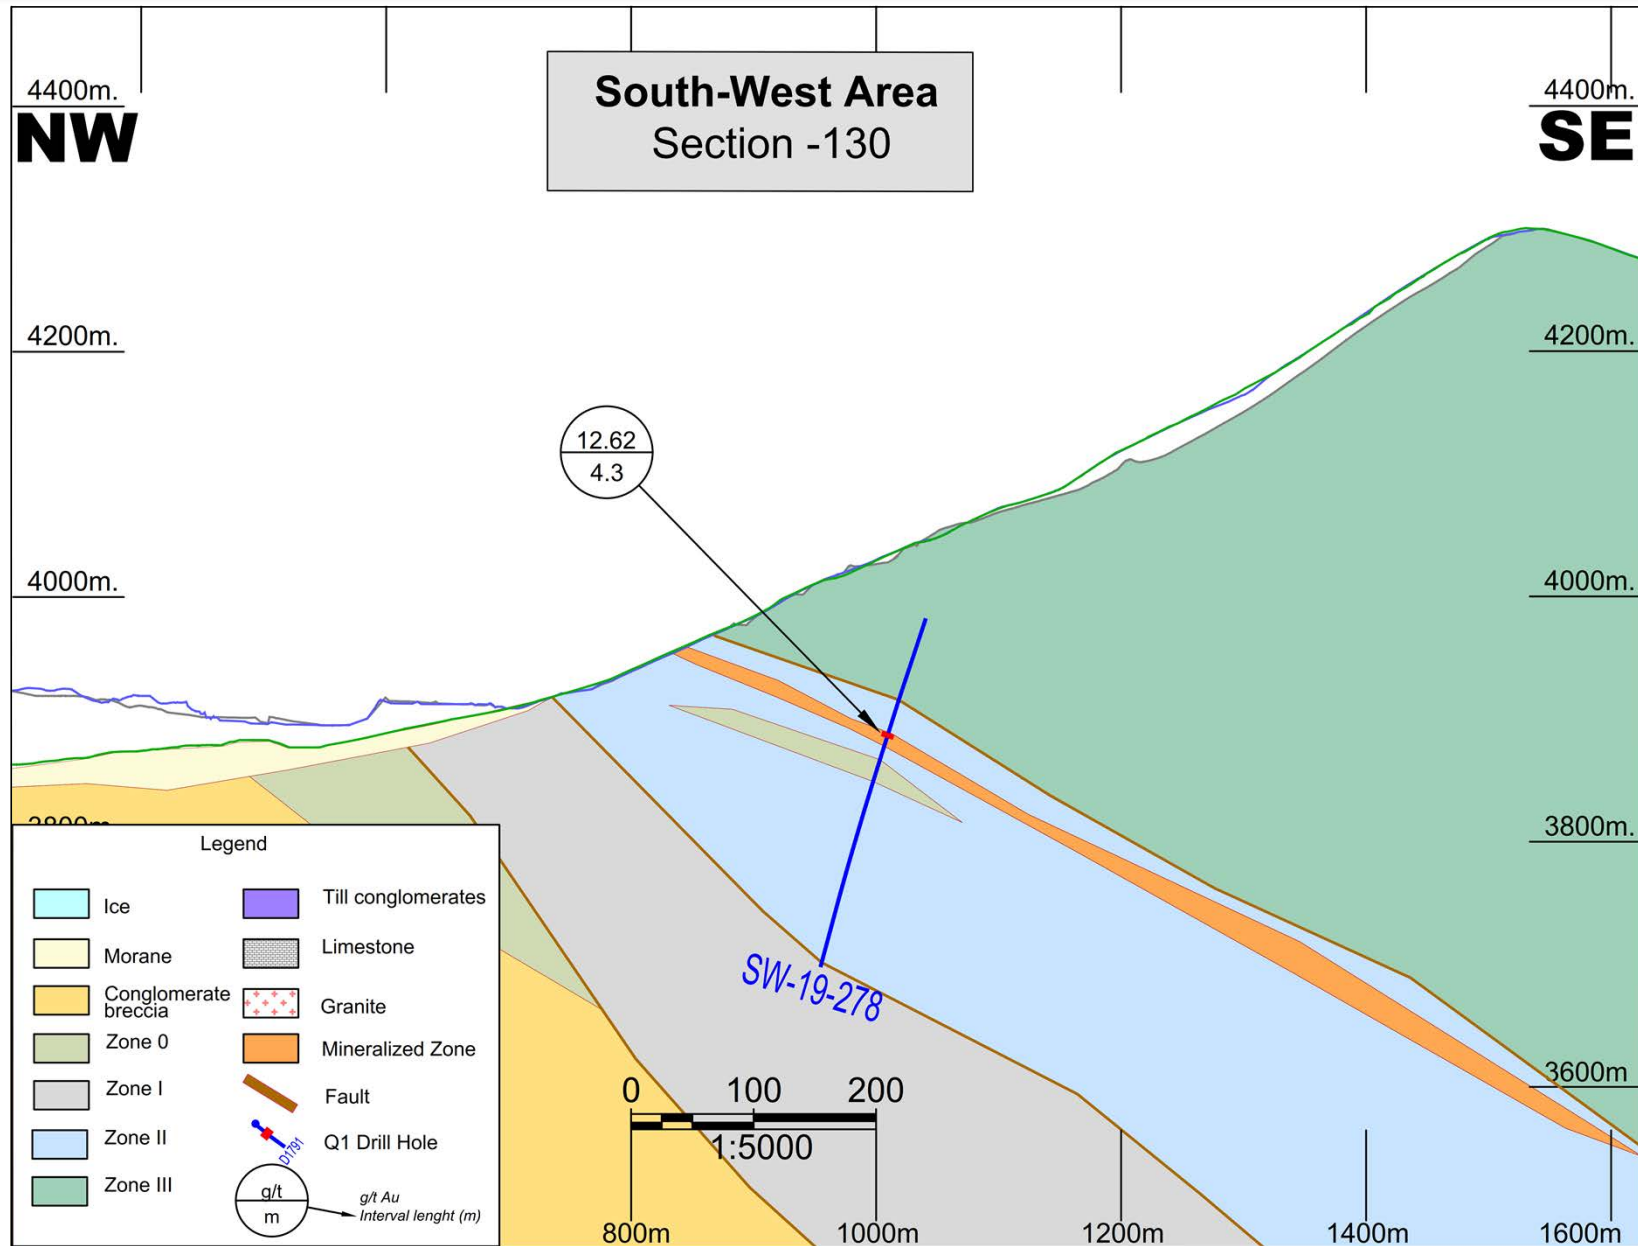 South-West Area
Section -130
4400m.
4400m.
NW
SE
4200m.
4200m.
12.62
4.3
4000m.
4000m.
3800m.
3800m.
SW-19-278
3600m
0 100 200
1:5000
800m 1000m 1200m 1400m 1600m
Legend
Ice
Morane
Conglomerate
breccia
Zone 0
Zone I
Zone II
Zone III
Till conglomerates
Limestone
Granite
Mineralized Zone
Fault
D1791
Q1 Drill Hole
g/t
m
g/t Au
Interval lenght (m)